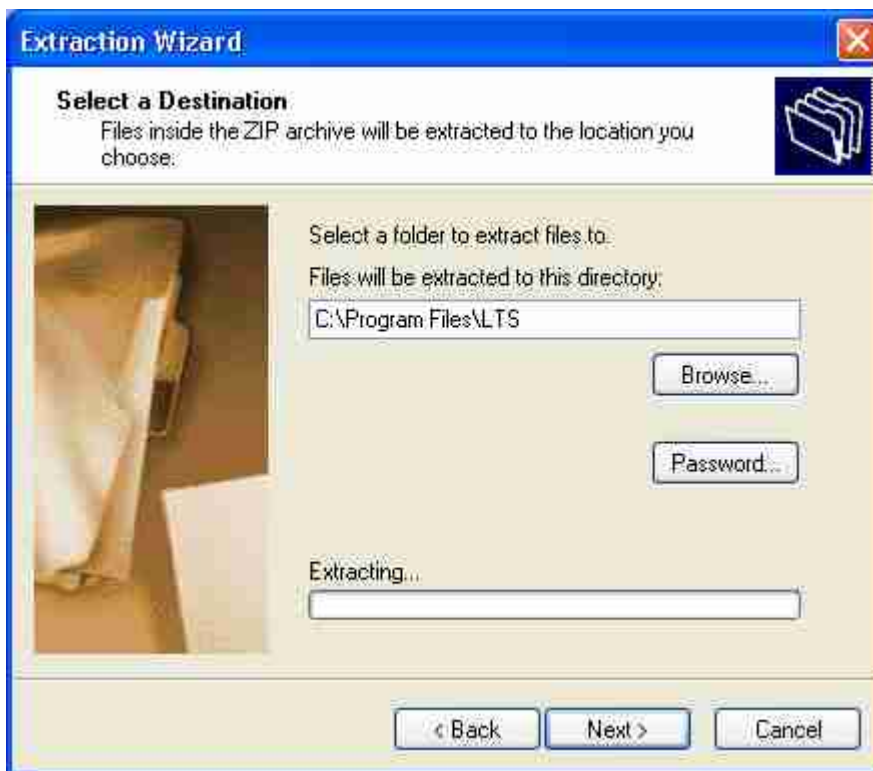 Extraction Wizard
Select a Destination
Files inside the ZIP archive will be extracted to the location you
choose.
Select a folder to extract files to.
Files will be extracted to this directory:
C:\Program Files\LTS
Browse...
Password...
Extracting...
< Back
Next >
Cancel